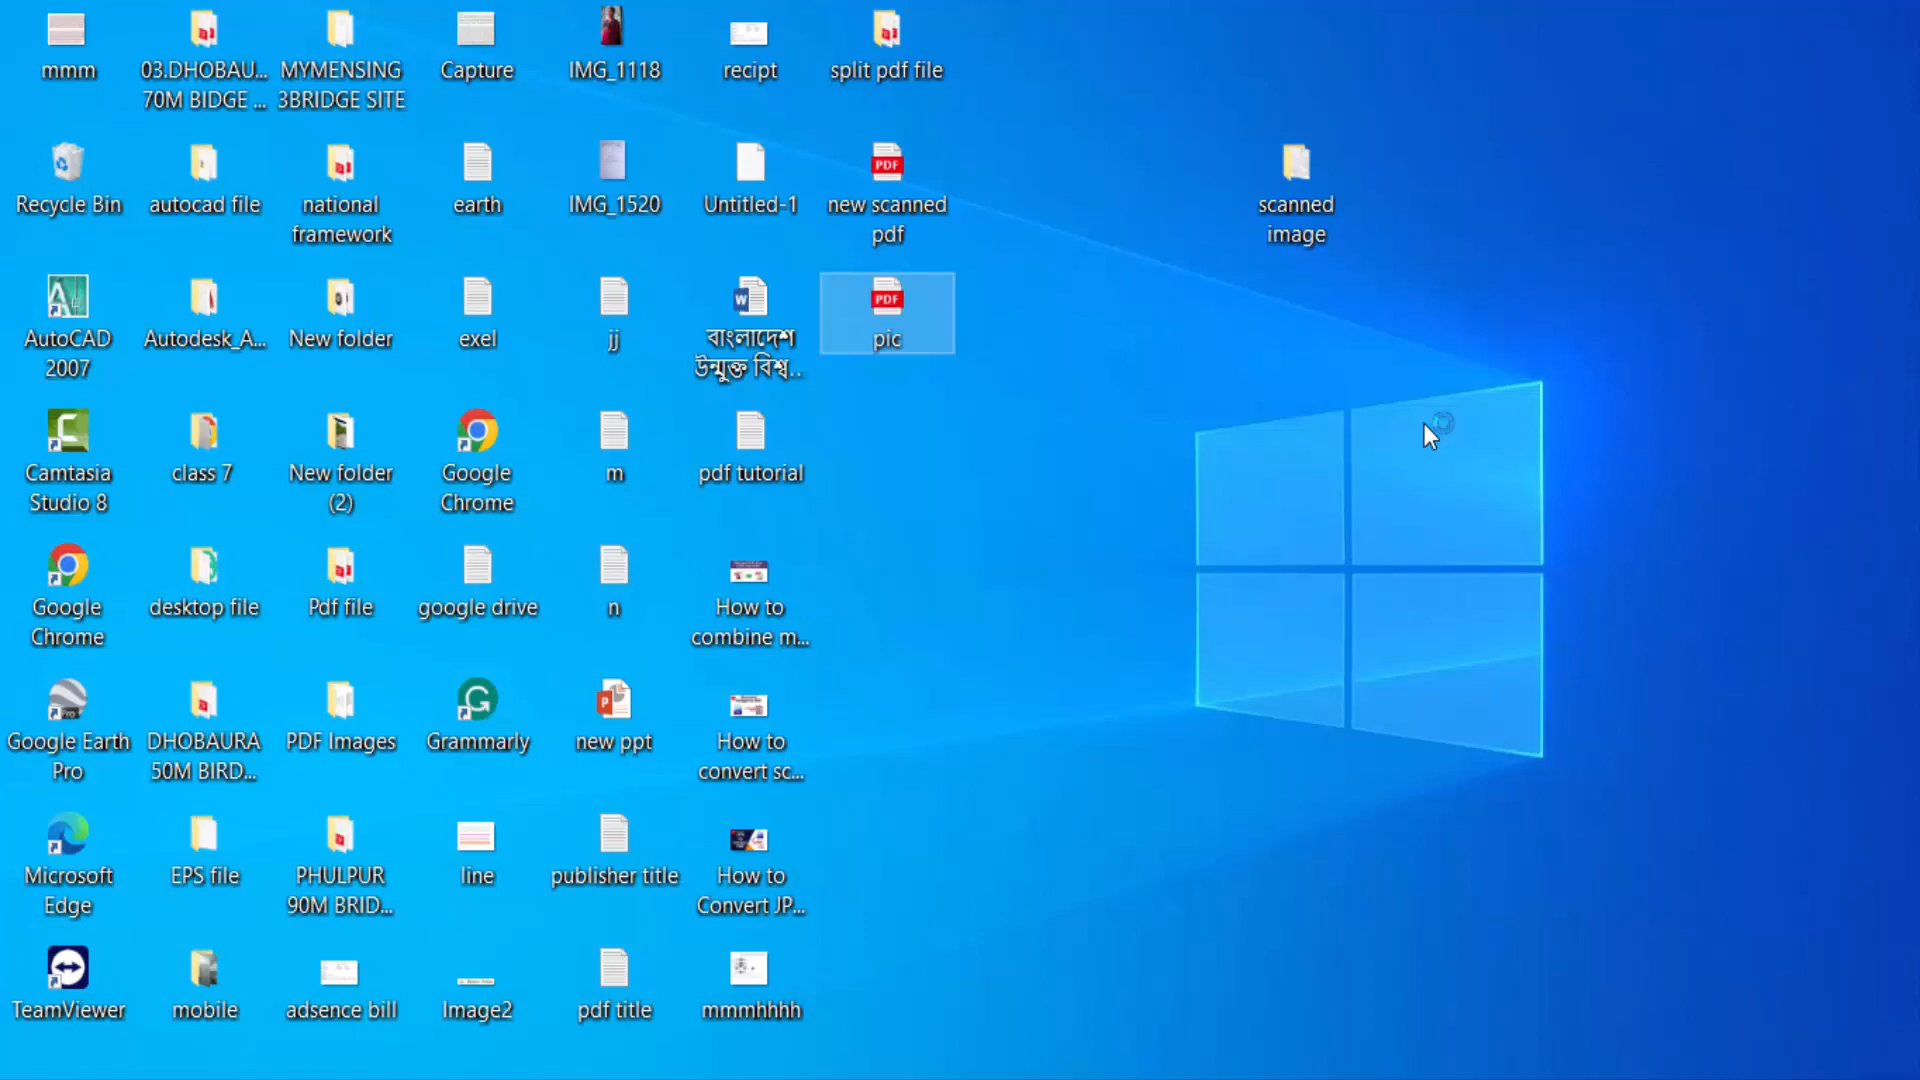 mmm
03.DHOBAU...
70M BIDGE ...
MYMENSING
3BRIDGE SITE
Capture
IMG_1118
recipt
split pdf file
Recycle Bin
autocad file
national
framework
earth
IMG_1520
Untitled-1
new scanned
pdf
scanned
image
AutoCAD
2007
Autodesk_A...
New folder
exel
jj
বাংলাদেশ
উন্মুক্ত বিশ্ব...
pic
Camtasia
Studio 8
class 7
New folder
(2)
Google
Chrome
m
pdf tutorial
Google
Chrome
desktop file
Pdf file
google drive
n
How to
combine m...
Google Earth
Pro
DHOBAURA
50M BIRD...
PDF Images
Grammarly
new ppt
How to
convert sc...
Microsoft
Edge
EPS file
PHULPUR
90M BRID...
line
publisher title
How to
Convert JP...
TeamViewer
mobile
adsence bill
Image2
pdf title
mmmhhhh
PDF
PDF